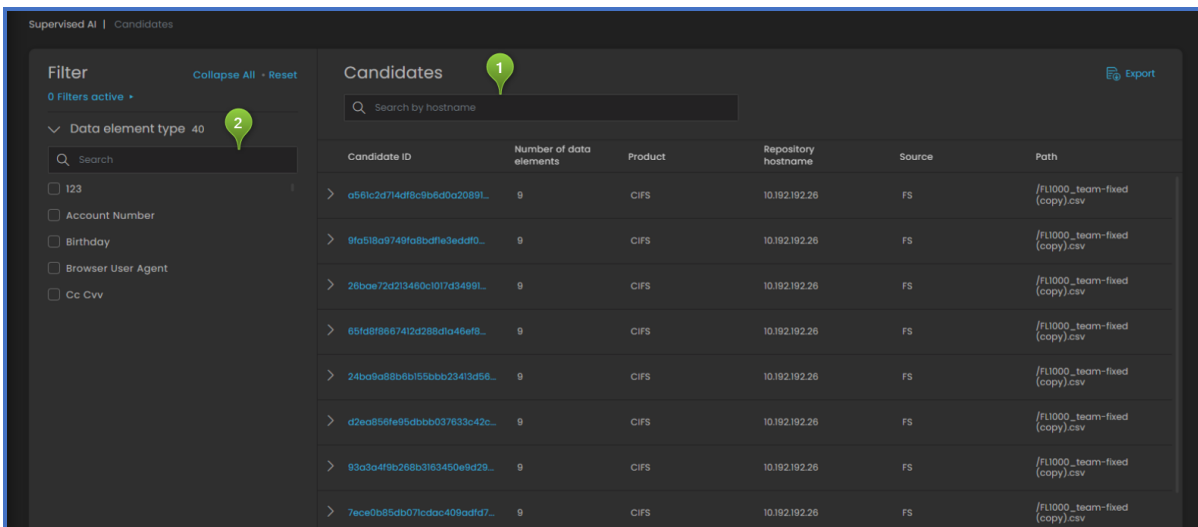 Supervised AI | Candidates
Filter
Collapse All • Reset
0 Filters active
Data element type 40
2
Search
123
Account Number
Birthday
Browser User Agent
Cc Cvv
Candidates
1
Export
Search by hostname
Candidate ID Number of data elements Product Repository hostname Source Path
a561c2d714df8c9b6d0a20891... 9 CIFS 10.192.192.26 FS /FL1000_team-fixed (copy).csv
9fa518a9749fa8bdf1e3eddf0... 9 CIFS 10.192.192.26 FS /FL1000_team-fixed (copy).csv
26bae72d213460c1017d34991... 9 CIFS 10.192.192.26 FS /FL1000_team-fixed (copy).csv
65fd8f8667412d288d1a46ef8... 9 CIFS 10.192.192.26 FS /FL1000_team-fixed (copy).csv
24ba9a88b6b155bbb23413d56... 9 CIFS 10.192.192.26 FS /FL1000_team-fixed (copy).csv
d2ea856fe95dbbb037633c42c... 9 CIFS 10.192.192.26 FS /FL1000_team-fixed (copy).csv
93a3a4f9b268b3163450e9d29... 9 CIFS 10.192.192.26 FS /FL1000_team-fixed (copy).csv
7ece0b85db071cdac409adfd7... 9 CIFS 10.192.192.26 FS /FL1000_team-fixed (copy).csv